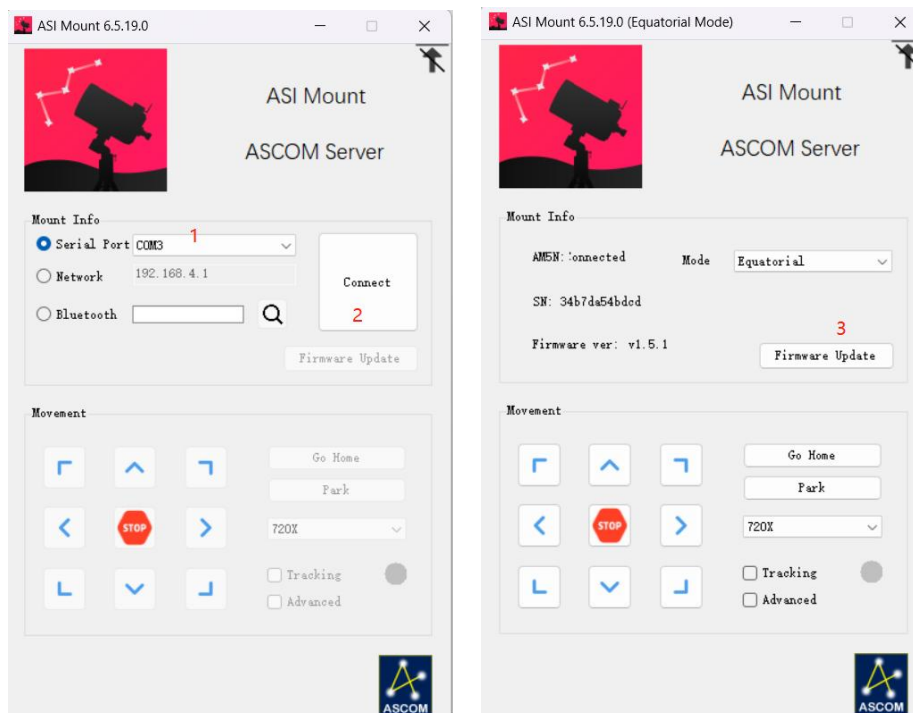 ASI Mount 6.5.19.0
ASI Mount
ASCOM Server
Mount Info
Serial Port COM3 1
Network 192.168.4.1
Connect
Bluetooth 2
Firmware Update
Movement
Go Home
Park
STOP
720X
Tracking
Advanced
ASCOM
ASI Mount 6.5.19.0 (Equatorial Mode)
ASI Mount
ASCOM Server
Mount Info
AM5N: onnected Mode Equatorial
SN: 34b7da54bdcd
3
Firmware ver: v1.5.1 Firmware Update
Movement
Go Home
Park
STOP
720X
Tracking
Advanced
ASCOM